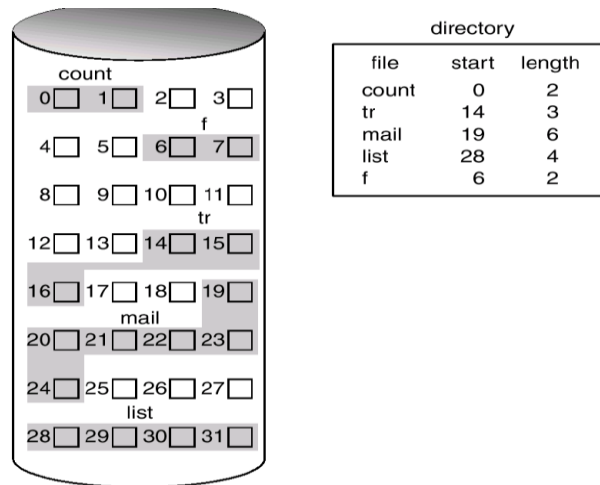 count
0 1 2 3
f
4 5 6 7
8 9 10 11
tr
12 13 14 15
16 17 18 19
mail
20 21 22 23
24 25 26 27
list
28 29 30 31
directory
file start length
count 0 2
tr 14 3
mail 19 6
list 28 4
f 6 2